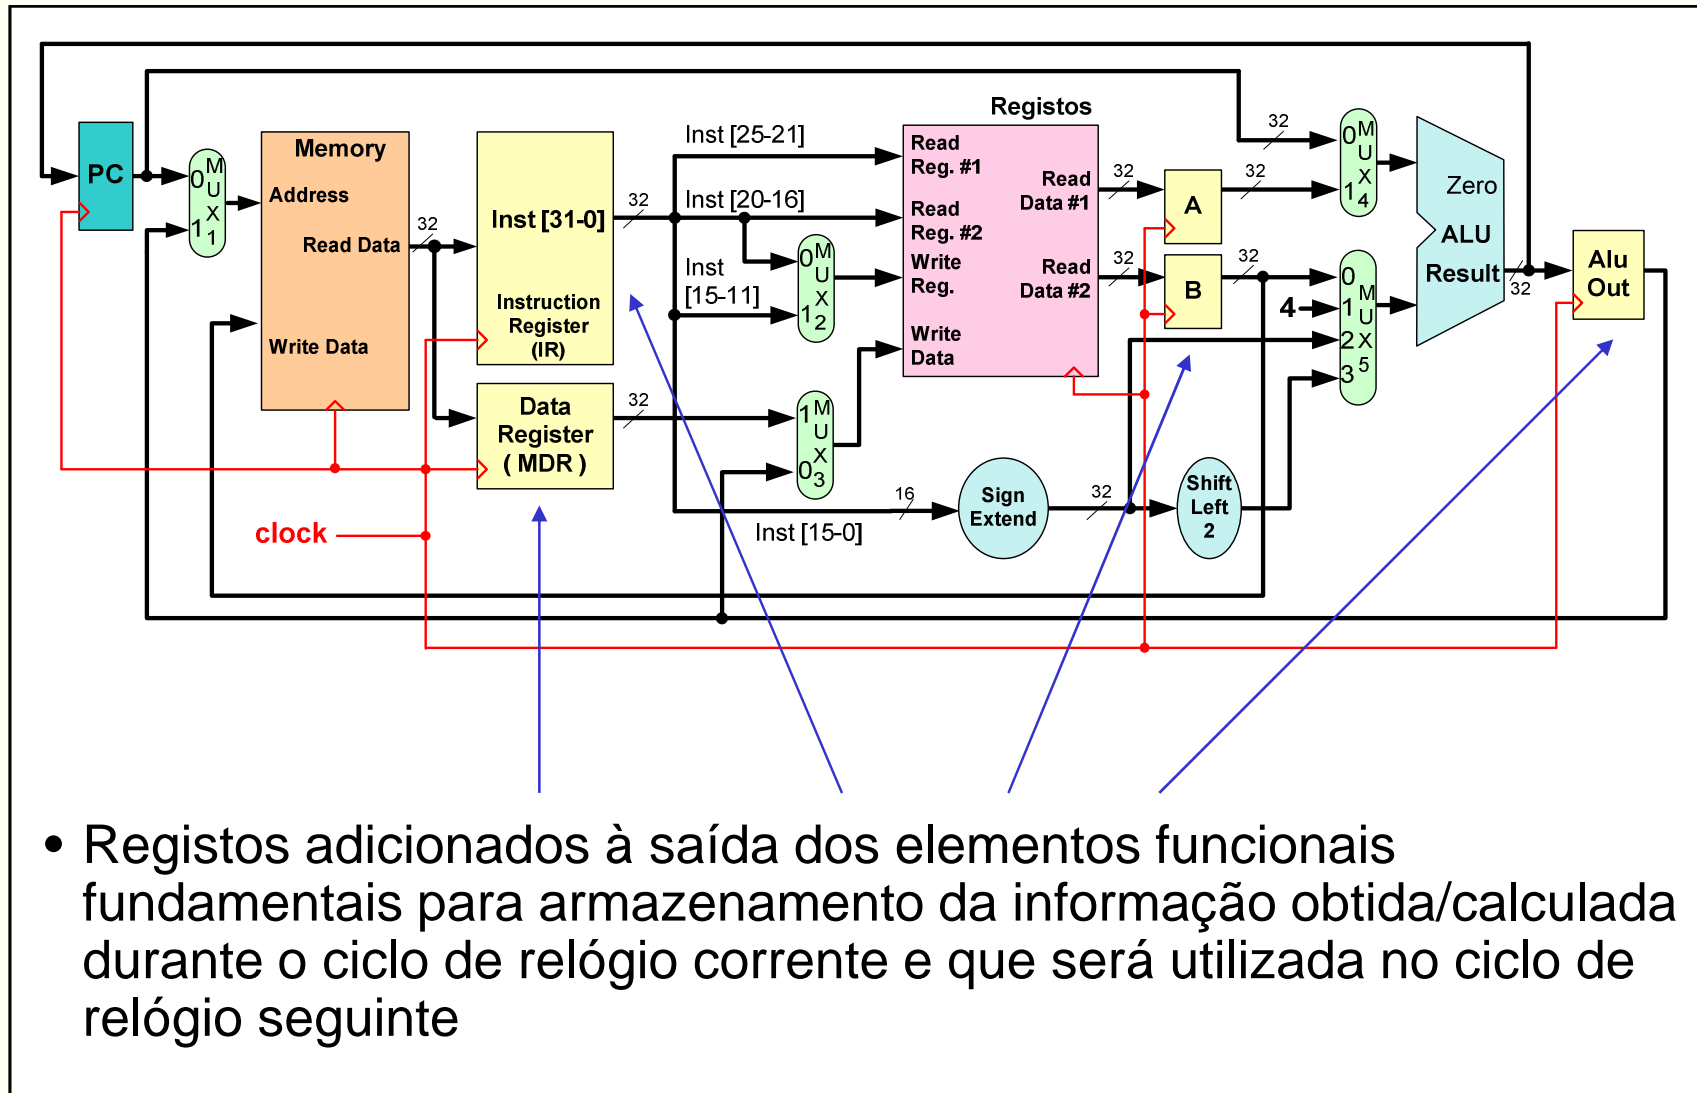 Registos
PC
0 M
U
X
1 1
Memory
Address
Read Data
Write Data
32
Inst [31-0]
Instruction
Register
(IR)
32
Data
Register
( MDR )
32
clock
Inst [25-21]
Inst [20-16]
Inst
[15-11]
Inst [15-0]
16
0 M
U
X
1 2
1 M
U
X
0 3
Read
Reg. #1
Read
Reg. #2
Write
Reg.
Write
Data
Read
Data #1
Read
Data #2
32
32
A
B
32
32
Sign
Extend
32
Shift
Left
2
32
0 M
U
X
1 4
4
0
1 M
U
2 X
3 5
Zero
ALU
Result
32
Alu
Out
• Registos adicionados à saída dos elementos funcionais
fundamentais para armazenamento da informação obtida/calculada
durante o ciclo de relógio corrente e que será utilizada no ciclo de
relógio seguinte